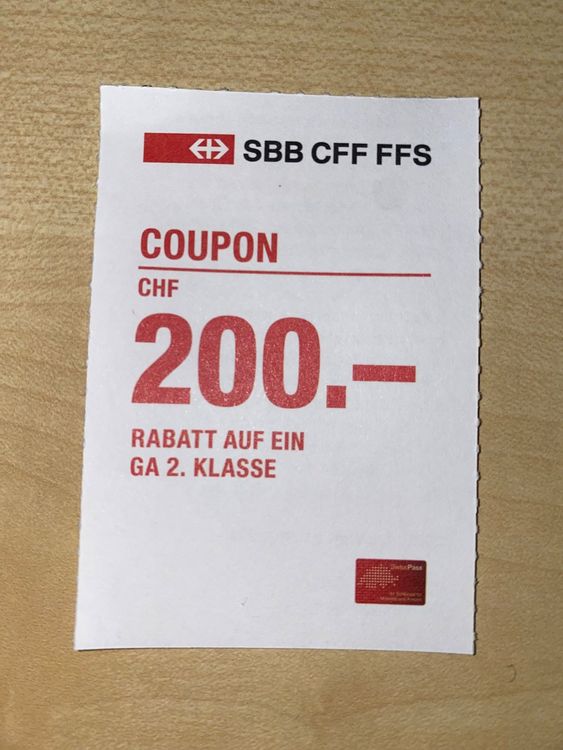 SBB CFF FFS
COUPON
CHF
200.–
RABATT AUF EIN
GA 2. KLASSE
SwissPass